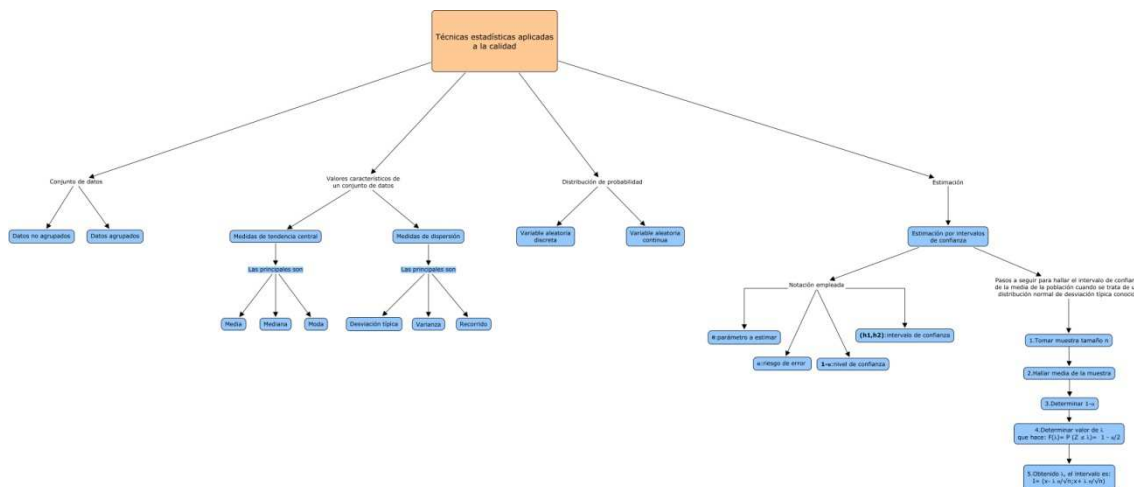 Técnicas estadísticas aplicadas
a la calidad
Conjunto de datos
Datos no agrupados
Datos agrupados
Valores característicos de
un conjunto de datos
Medidas de tendencia central
Las principales son
Media
Mediana
Moda
Medidas de dispersión
Las principales son
Desviación típica
Varianza
Recorrido
Distribución de probabilidad
Variable aleatoria
discreta
Variable aleatoria
continua
Estimación
Estimación por intervalos
de confianza
Notación empleada
parámetro a estimar
α:riesgo de error
1-α:nivel de confianza
(h1,h2):intervalo de confianza
Pasos a seguir para hallar el intervalo de confian
de la media de la población cuando se trata de u
distribución normal de desviación típica conoci
1.Tomar muestra tamaño n
2.Hallar media de la muestra
3.Determinar 1-α
4.Determinar valor de λ
que hace: F(λ)= P (Z ≤ λ)= 1 - α/2
5.Obtenido λ, el intervalo es: